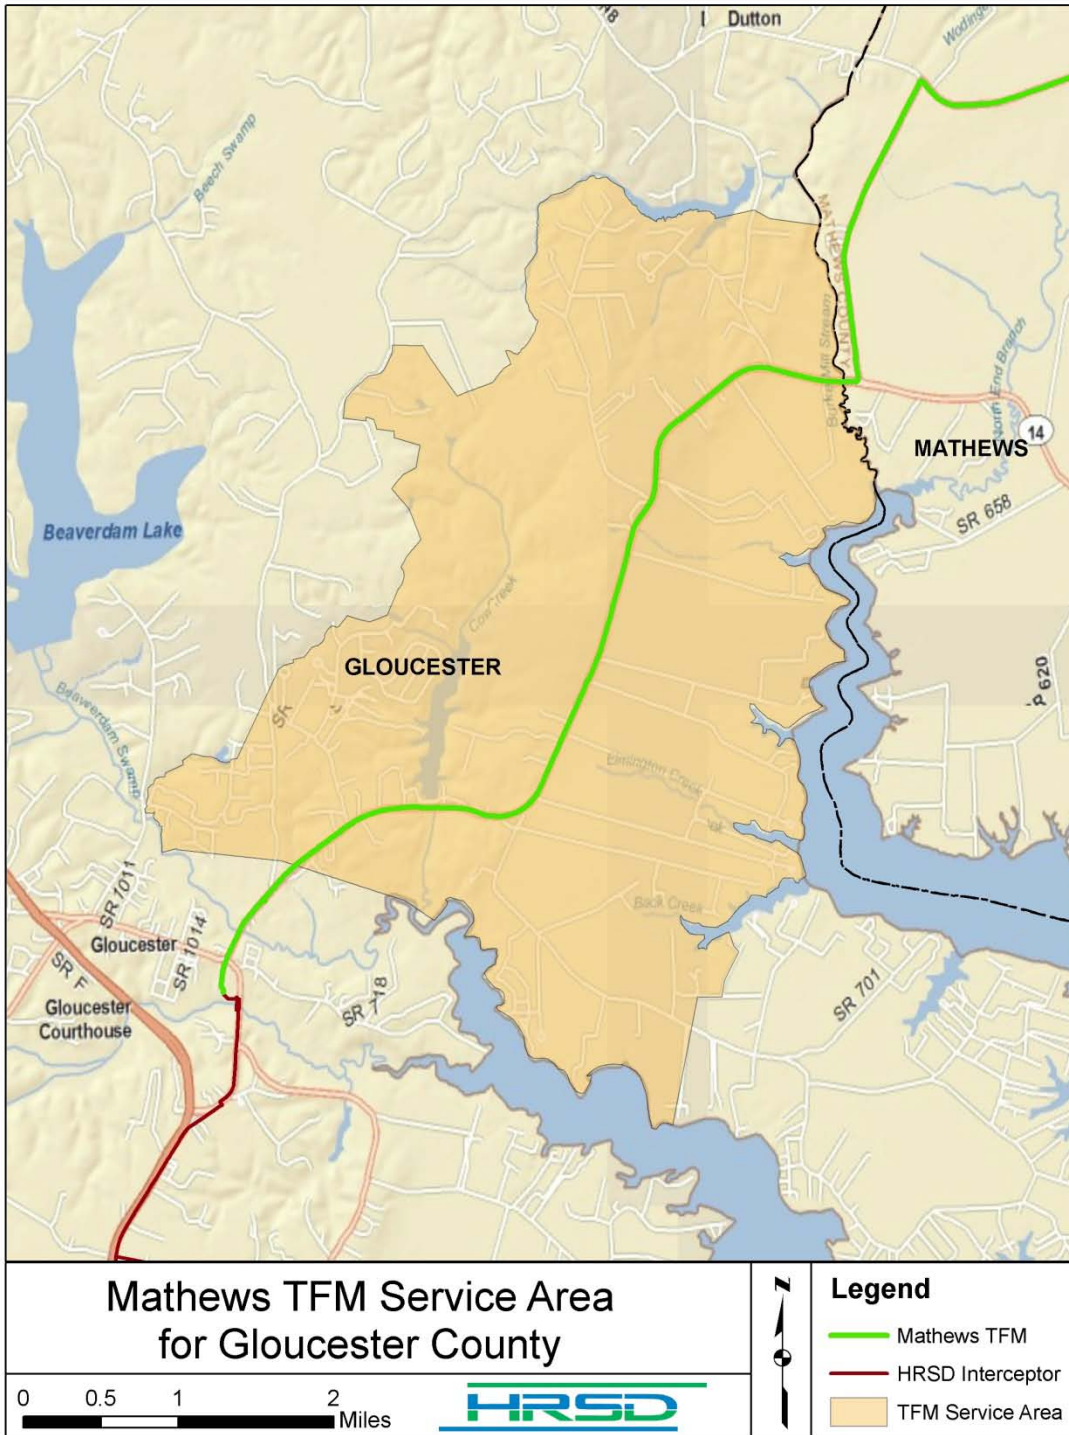 Dutton
Beech Swamp
MATHEWS COUNTY
Burke Mill Stream
North End Branch
14
MATHEWS
SR 658
Beaverdam Lake
Cow Creek
GLOUCESTER
SR
Beaverdam Swamp
Elmington Creek
Back Creek
SR 1011
SR 1014
Gloucester
SR F
Gloucester
Courthouse
SR 718
SR 701
Mathews TFM Service Area
for Gloucester County
0 0.5 1 2
Miles
HRSD
N
Legend
Mathews TFM
HRSD Interceptor
TFM Service Area